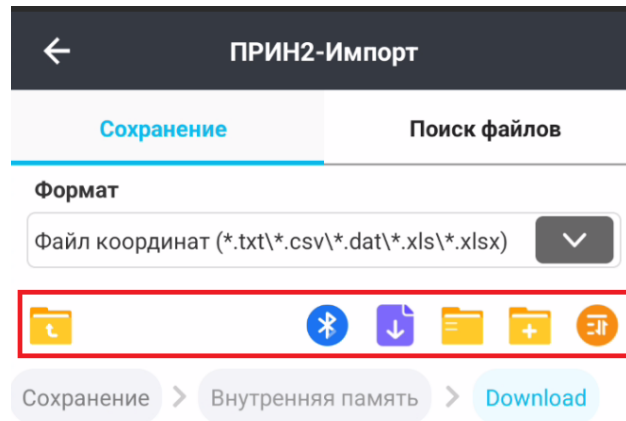 ПРИН2-Импорт
Сохранение Поиск файлов
Формат
Файл координат (*.txt\*.csv\*.dat\*.xls\*.xlsx)
Сохранение > Внутренняя память > Download